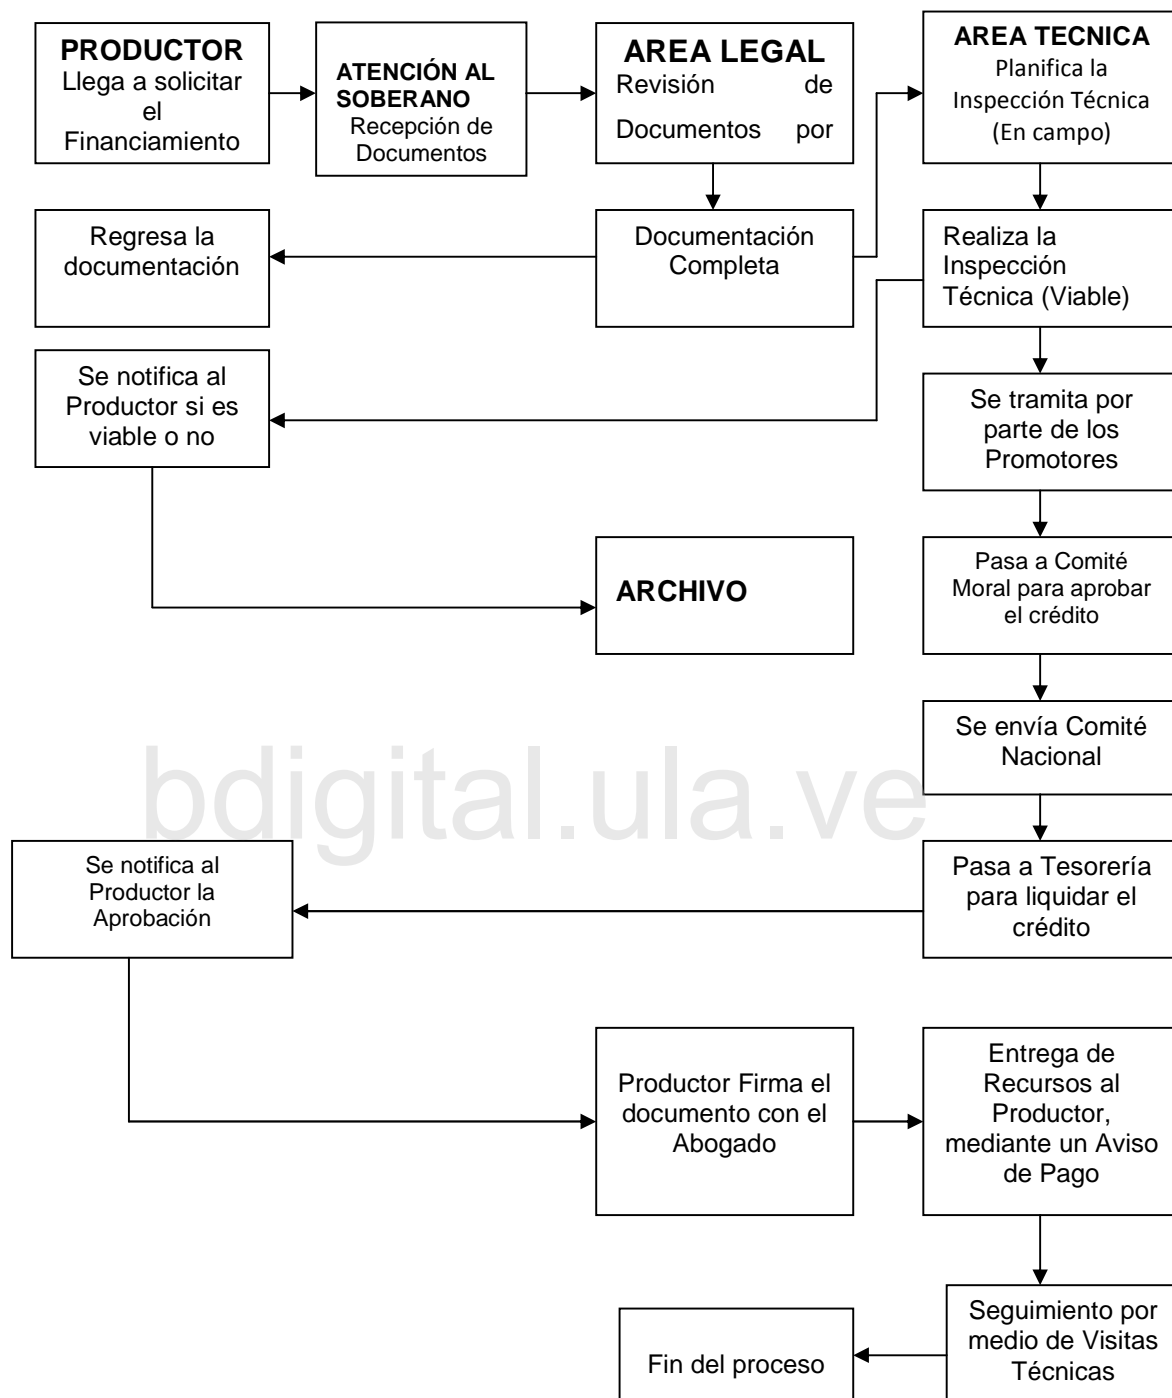 PRODUCTOR
Llega a solicitar
el
Financiamiento
ATENCIÓN AL
SOBERANO
Recepción de
Documentos
AREA LEGAL
Revisión de
Documentos por
AREA TECNICA
Planifica la
Inspección Técnica
(En campo)
Regresa la
documentación
Documentación
Completa
Realiza la
Inspección
Técnica (Viable)
Se notifica al
Productor si es
viable o no
Se tramita por
parte de los
Promotores
ARCHIVO
Pasa a Comité
Moral para aprobar
el crédito
Se envía Comité
Nacional
bdigital.ula.ve
Se notifica al
Productor la
Aprobación
Pasa a Tesorería
para liquidar el
crédito
Productor Firma el
documento con el
Abogado
Entrega de
Recursos al
Productor,
mediante un Aviso
de Pago
Seguimiento por
medio de Visitas
Técnicas
Fin del proceso